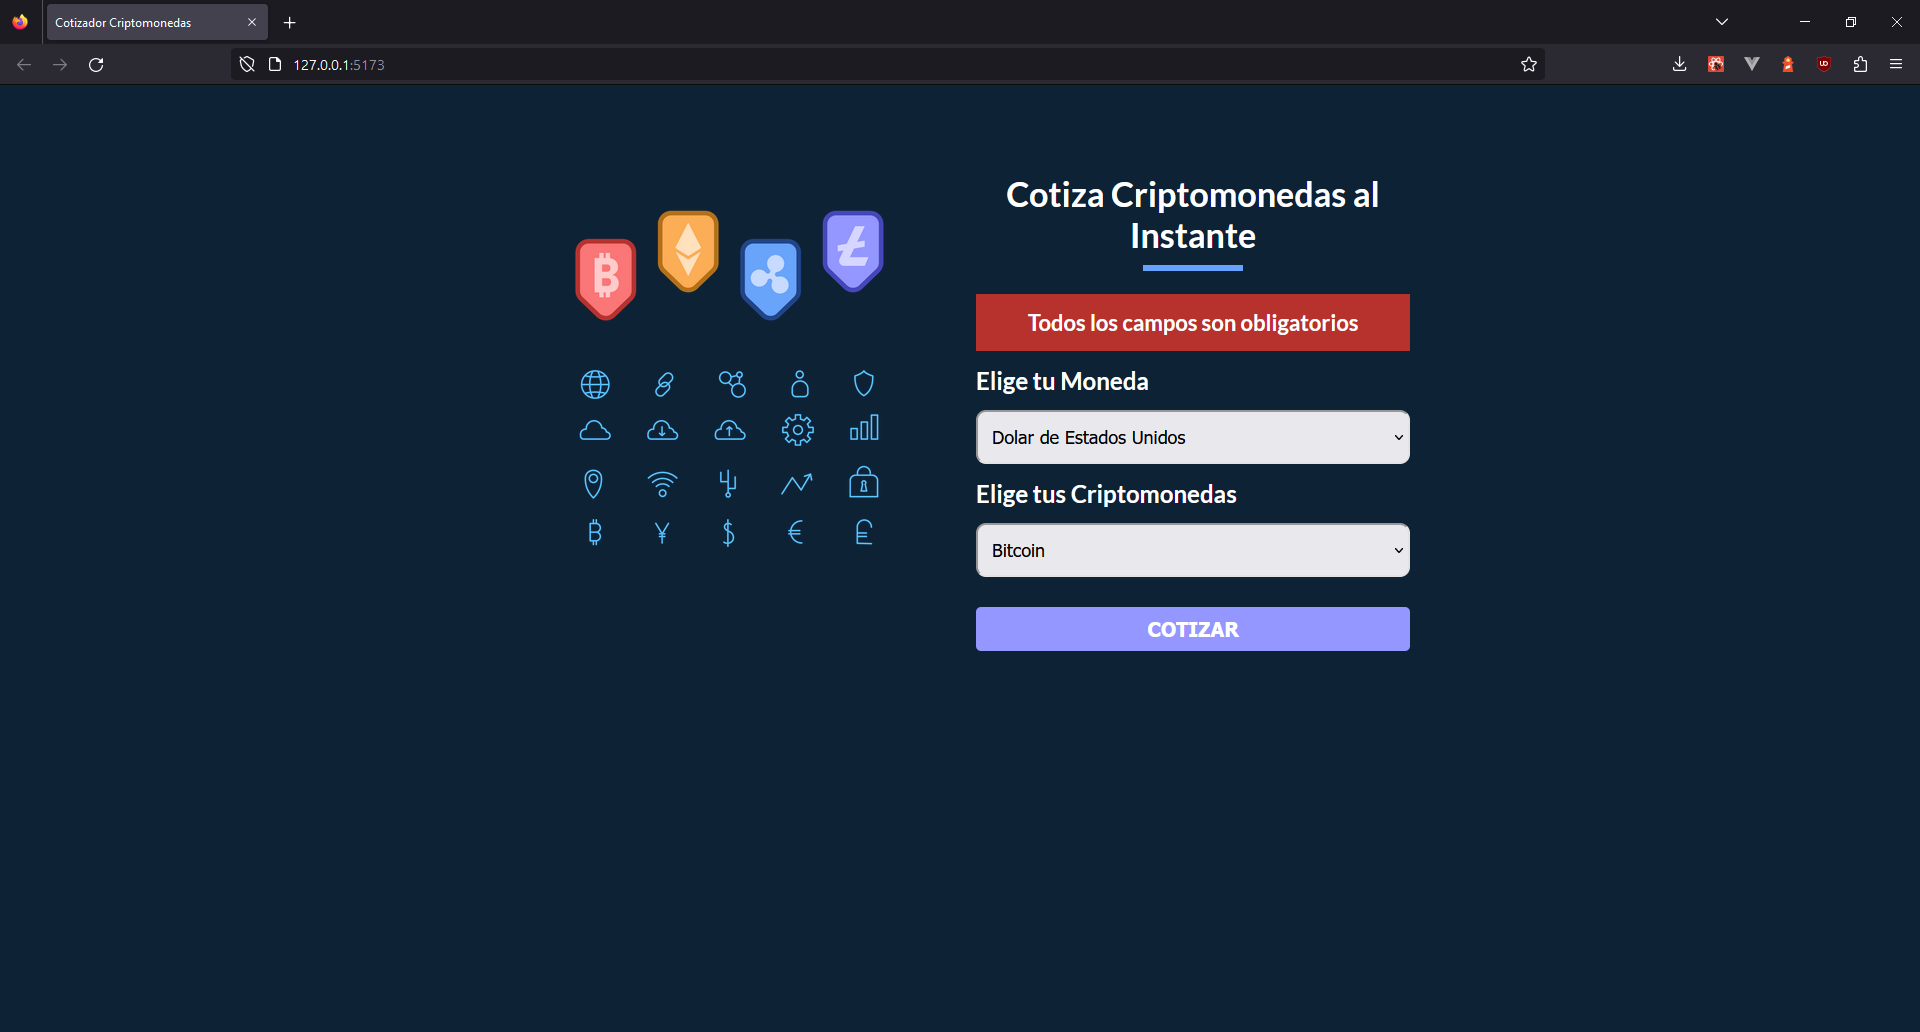 Cotizador Criptomonedas
127.0.0.1:5173
Cotiza Criptomonedas al
Instante
Todos los campos son obligatorios
Elige tu Moneda
Dolar de Estados Unidos
Elige tus Criptomonedas
Bitcoin
COTIZAR